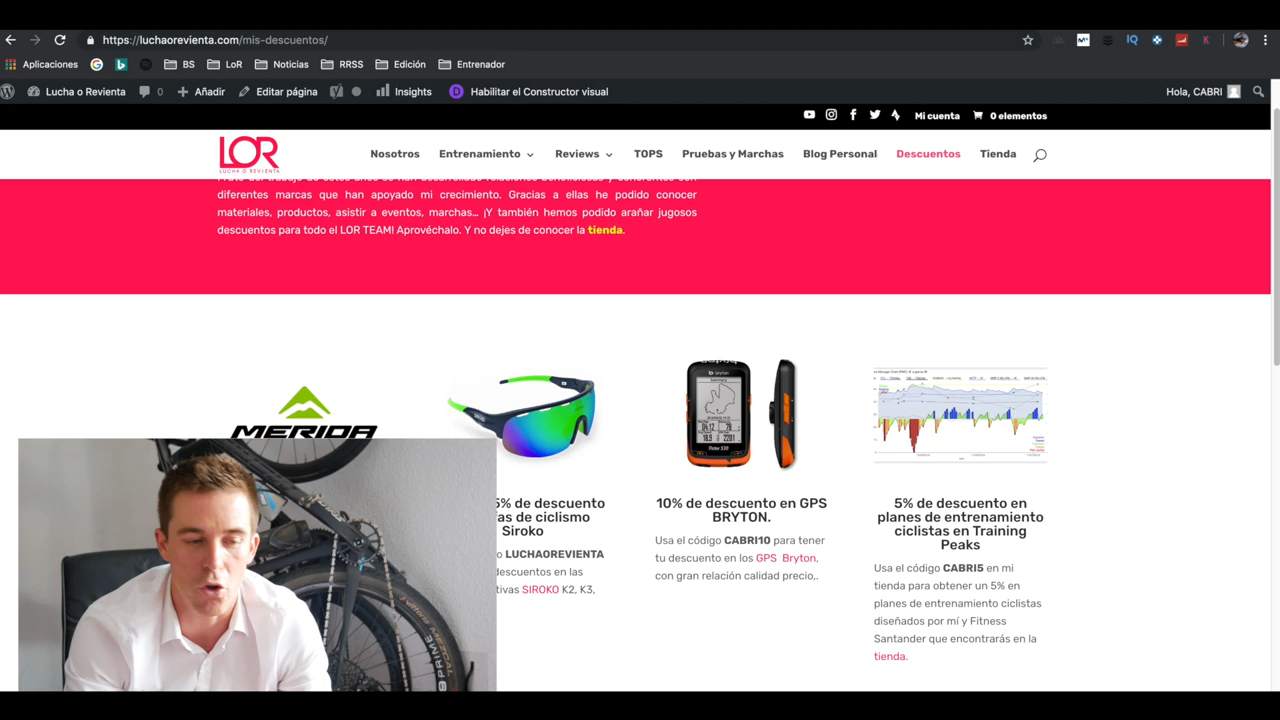 https://luchaorevienta.com/mis-descuentos/
Aplicaciones BS LoR Noticias RRSS Edición Entrenador
Lucha o Revienta 0 Añadir Editar página Insights Habilitar el Constructor visual Hola, CABRI
Mi cuenta 0 elementos
LOR
LUCHA O REVIENTA
Nosotros Entrenamiento Reviews TOPS Pruebas y Marchas Blog Personal Descuentos Tienda
diferentes marcas que han apoyado mi crecimiento. Gracias a ellas he podido conocer
materiales, productos, asistir a eventos, marchas... ¡Y también hemos podido arañar jugosos
descuentos para todo el LOR TEAM! Aprovéchalo. Y no dejes de conocer la tienda.
MERIDA
5% de descuento
as de ciclismo
Siroko
o LUCHAOREVIENTA
descuentos en las
tivas SIROKO K2, K3,
bryton
10% de descuento en GPS
BRYTON.
Usa el código CABRI10 para tener
tu descuento en los GPS Bryton,
con gran relación calidad precio,.
5% de descuento en
planes de entrenamiento
ciclistas en Training
Peaks
Usa el código CABRI5 en mi
tienda para obtener un 5% en
planes de entrenamiento ciclistas
diseñados por mí y Fitness
Santander que encontrarás en la
tienda.